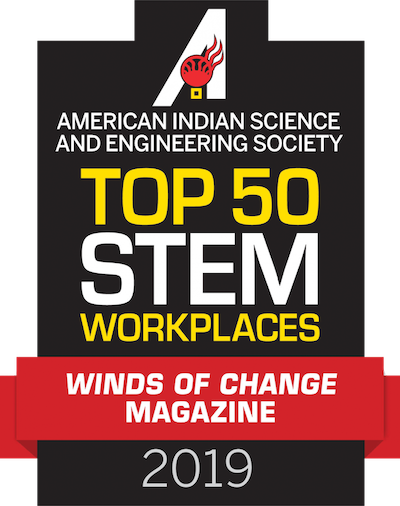 AMERICAN INDIAN SCIENCE
AND ENGINEERING SOCIETY
TOP 50
STEM
WORKPLACES
WINDS OF CHANGE
MAGAZINE
2019